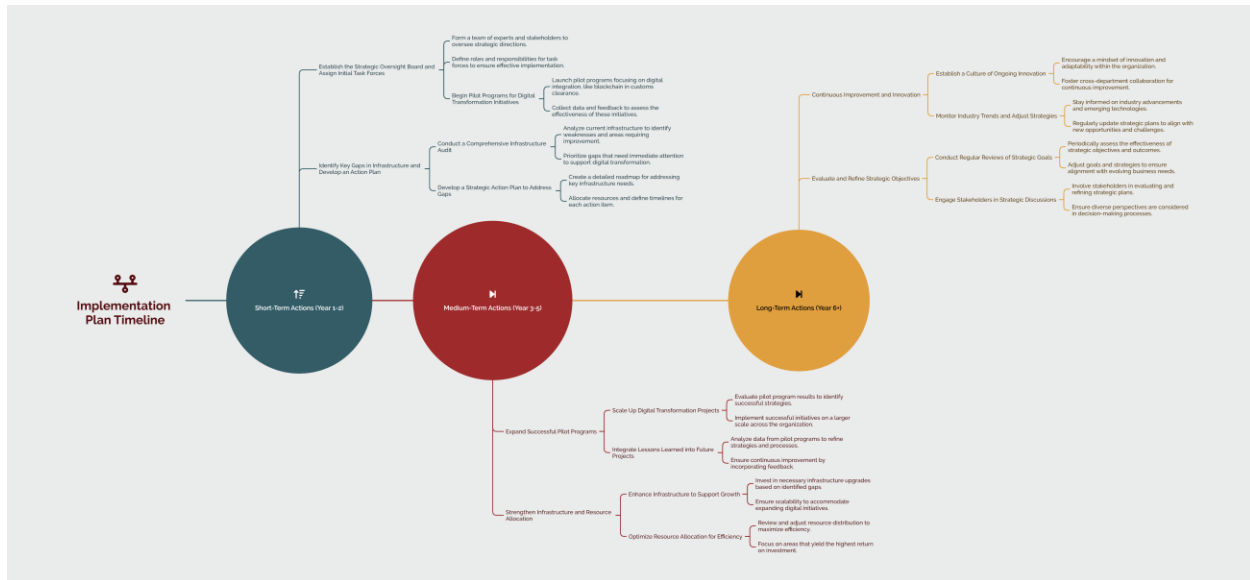 Implementation
Plan Timeline
Short-Term Actions (Year 1-2)
Establish the Strategic Oversight Board and
Assign Initial Task Forces
Form a team of experts and stakeholders to
oversee strategic directions.
Define roles and responsibilities for task
forces to ensure effective implementation.
Begin Pilot Programs for Digital
Transformation Initiatives
Launch pilot programs focusing on digital
integration, like blockchain in customs
clearance.
Collect data and feedback to assess the
effectiveness of these initiatives.
Identify Key Gaps in Infrastructure and
Develop an Action Plan
Conduct a Comprehensive Infrastructure
Audit
Analyze current infrastructure to identify
weaknesses and areas requiring
improvement.
Prioritize gaps that need immediate attention
to support digital transformation.
Develop a Strategic Action Plan to Address
Gaps
Create a detailed roadmap for addressing
key infrastructure needs.
Allocate resources and define timelines for
each action item.
Medium-Term Actions (Year 3-5)
Expand Successful Pilot Programs
Scale Up Digital Transformation Projects
Evaluate pilot program results to identify
successful strategies.
Implement successful initiatives on a larger
scale across the organization.
Integrate Lessons Learned into Future
Projects
Analyze data from pilot programs to refine
strategies and processes.
Ensure continuous improvement by
incorporating feedback.
Strengthen Infrastructure and Resource
Allocation
Enhance Infrastructure to Support Growth
Invest in necessary infrastructure upgrades
based on identified gaps.
Ensure scalability to accommodate
expanding digital initiatives.
Optimize Resource Allocation for Efficiency
Review and adjust resource distribution to
maximize efficiency.
Focus on areas that yield the highest return
on investment.
Long-Term Actions (Year 6+)
Continuous Improvement and Innovation
Establish a Culture of Ongoing Innovation
Encourage a mindset of innovation and
adaptability within the organization.
Foster cross-department collaboration for
continuous improvement.
Monitor Industry Trends and Adjust Strategies
Stay informed on industry advancements
and emerging technologies.
Regularly update strategic plans to align with
new opportunities and challenges.
Evaluate and Refine Strategic Objectives
Conduct Regular Reviews of Strategic Goals
Periodically assess the effectiveness of
strategic objectives and outcomes.
Adjust goals and strategies to ensure
alignment with evolving business needs.
Engage Stakeholders in Strategic Discussions
Involve stakeholders in evaluating and
refining strategic plans.
Ensure diverse perspectives are considered
in decision-making processes.